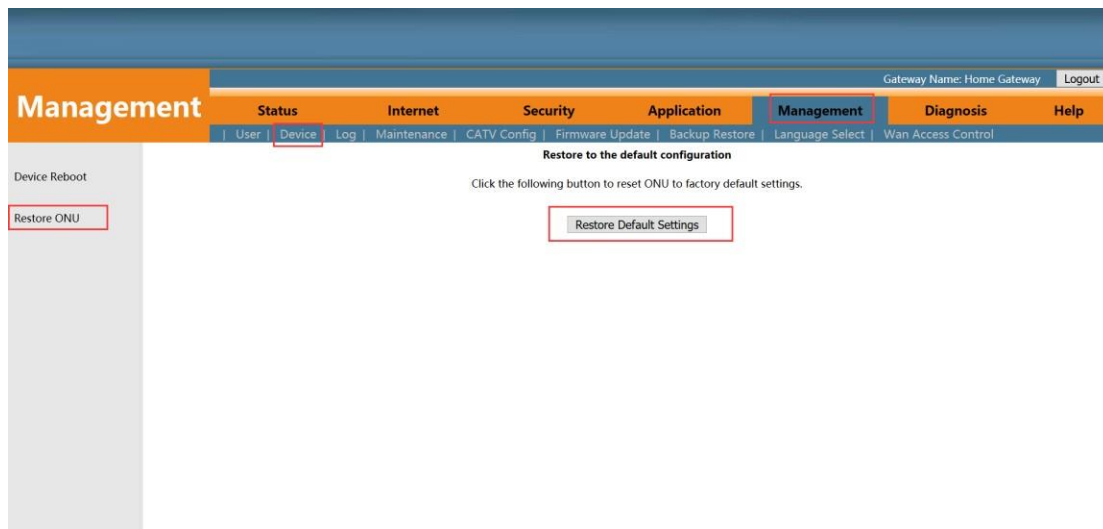 Gateway Name: Home Gateway Logout
Management
Status Internet Security Application Management Diagnosis Help
| User | Device | Log | Maintenance | CATV Config | Firmware Update | Backup Restore | Language Select | Wan Access Control
Restore to the default configuration
Device Reboot
Click the following button to reset ONU to factory default settings.
Restore ONU
Restore Default Settings